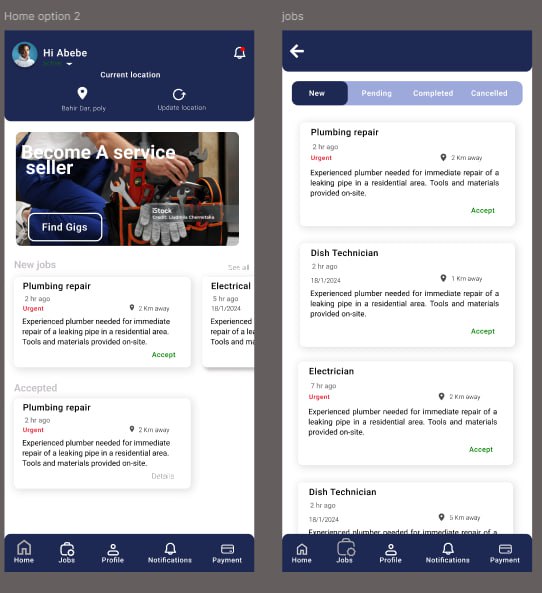 Home option 2
Hi Abebe
Current location
Bahir Dar, poly
Update location
Become A service
seller
iStock
Credit: Liudmila Chernetska
Find Gigs
New jobs
See all
Plumbing repair
2 hr ago
Urgent
2 Km away
Experienced plumber needed for immediate
repair of a leaking pipe in a residential area.
Tools and materials provided on-site.
Accept
Electrical
5 hr ago
18/1/2024
Experienced
repair of a lea
Tools and ma
Accepted
Plumbing repair
2 hr ago
Urgent
2 Km away
Experienced plumber needed for immediate
repair of a leaking pipe in a residential area.
Tools and materials provided on-site.
Details
Home
Jobs
Profile
Notifications
Payment
jobs
New
Pending
Completed
Cancelled
Plumbing repair
2 hr ago
Urgent
2 Km away
Experienced plumber needed for immediate repair of a
leaking pipe in a residential area. Tools and materials
provided on-site.
Accept
Dish Technician
2 hr ago
18/1/2024
1 Km away
Experienced plumber needed for immediate repair of a
leaking pipe in a residential area. Tools and materials
provided on-site.
Accept
Electrician
7 hr ago
Urgent
2 Km away
Experienced plumber needed for immediate repair of a
leaking pipe in a residential area. Tools and materials
provided on-site.
Accept
Dish Technician
2 hr ago
18/1/2024
5 Km away
Experienced plumber needed for immediate repair of a
Home
Jobs
Profile
Notifications
Payment